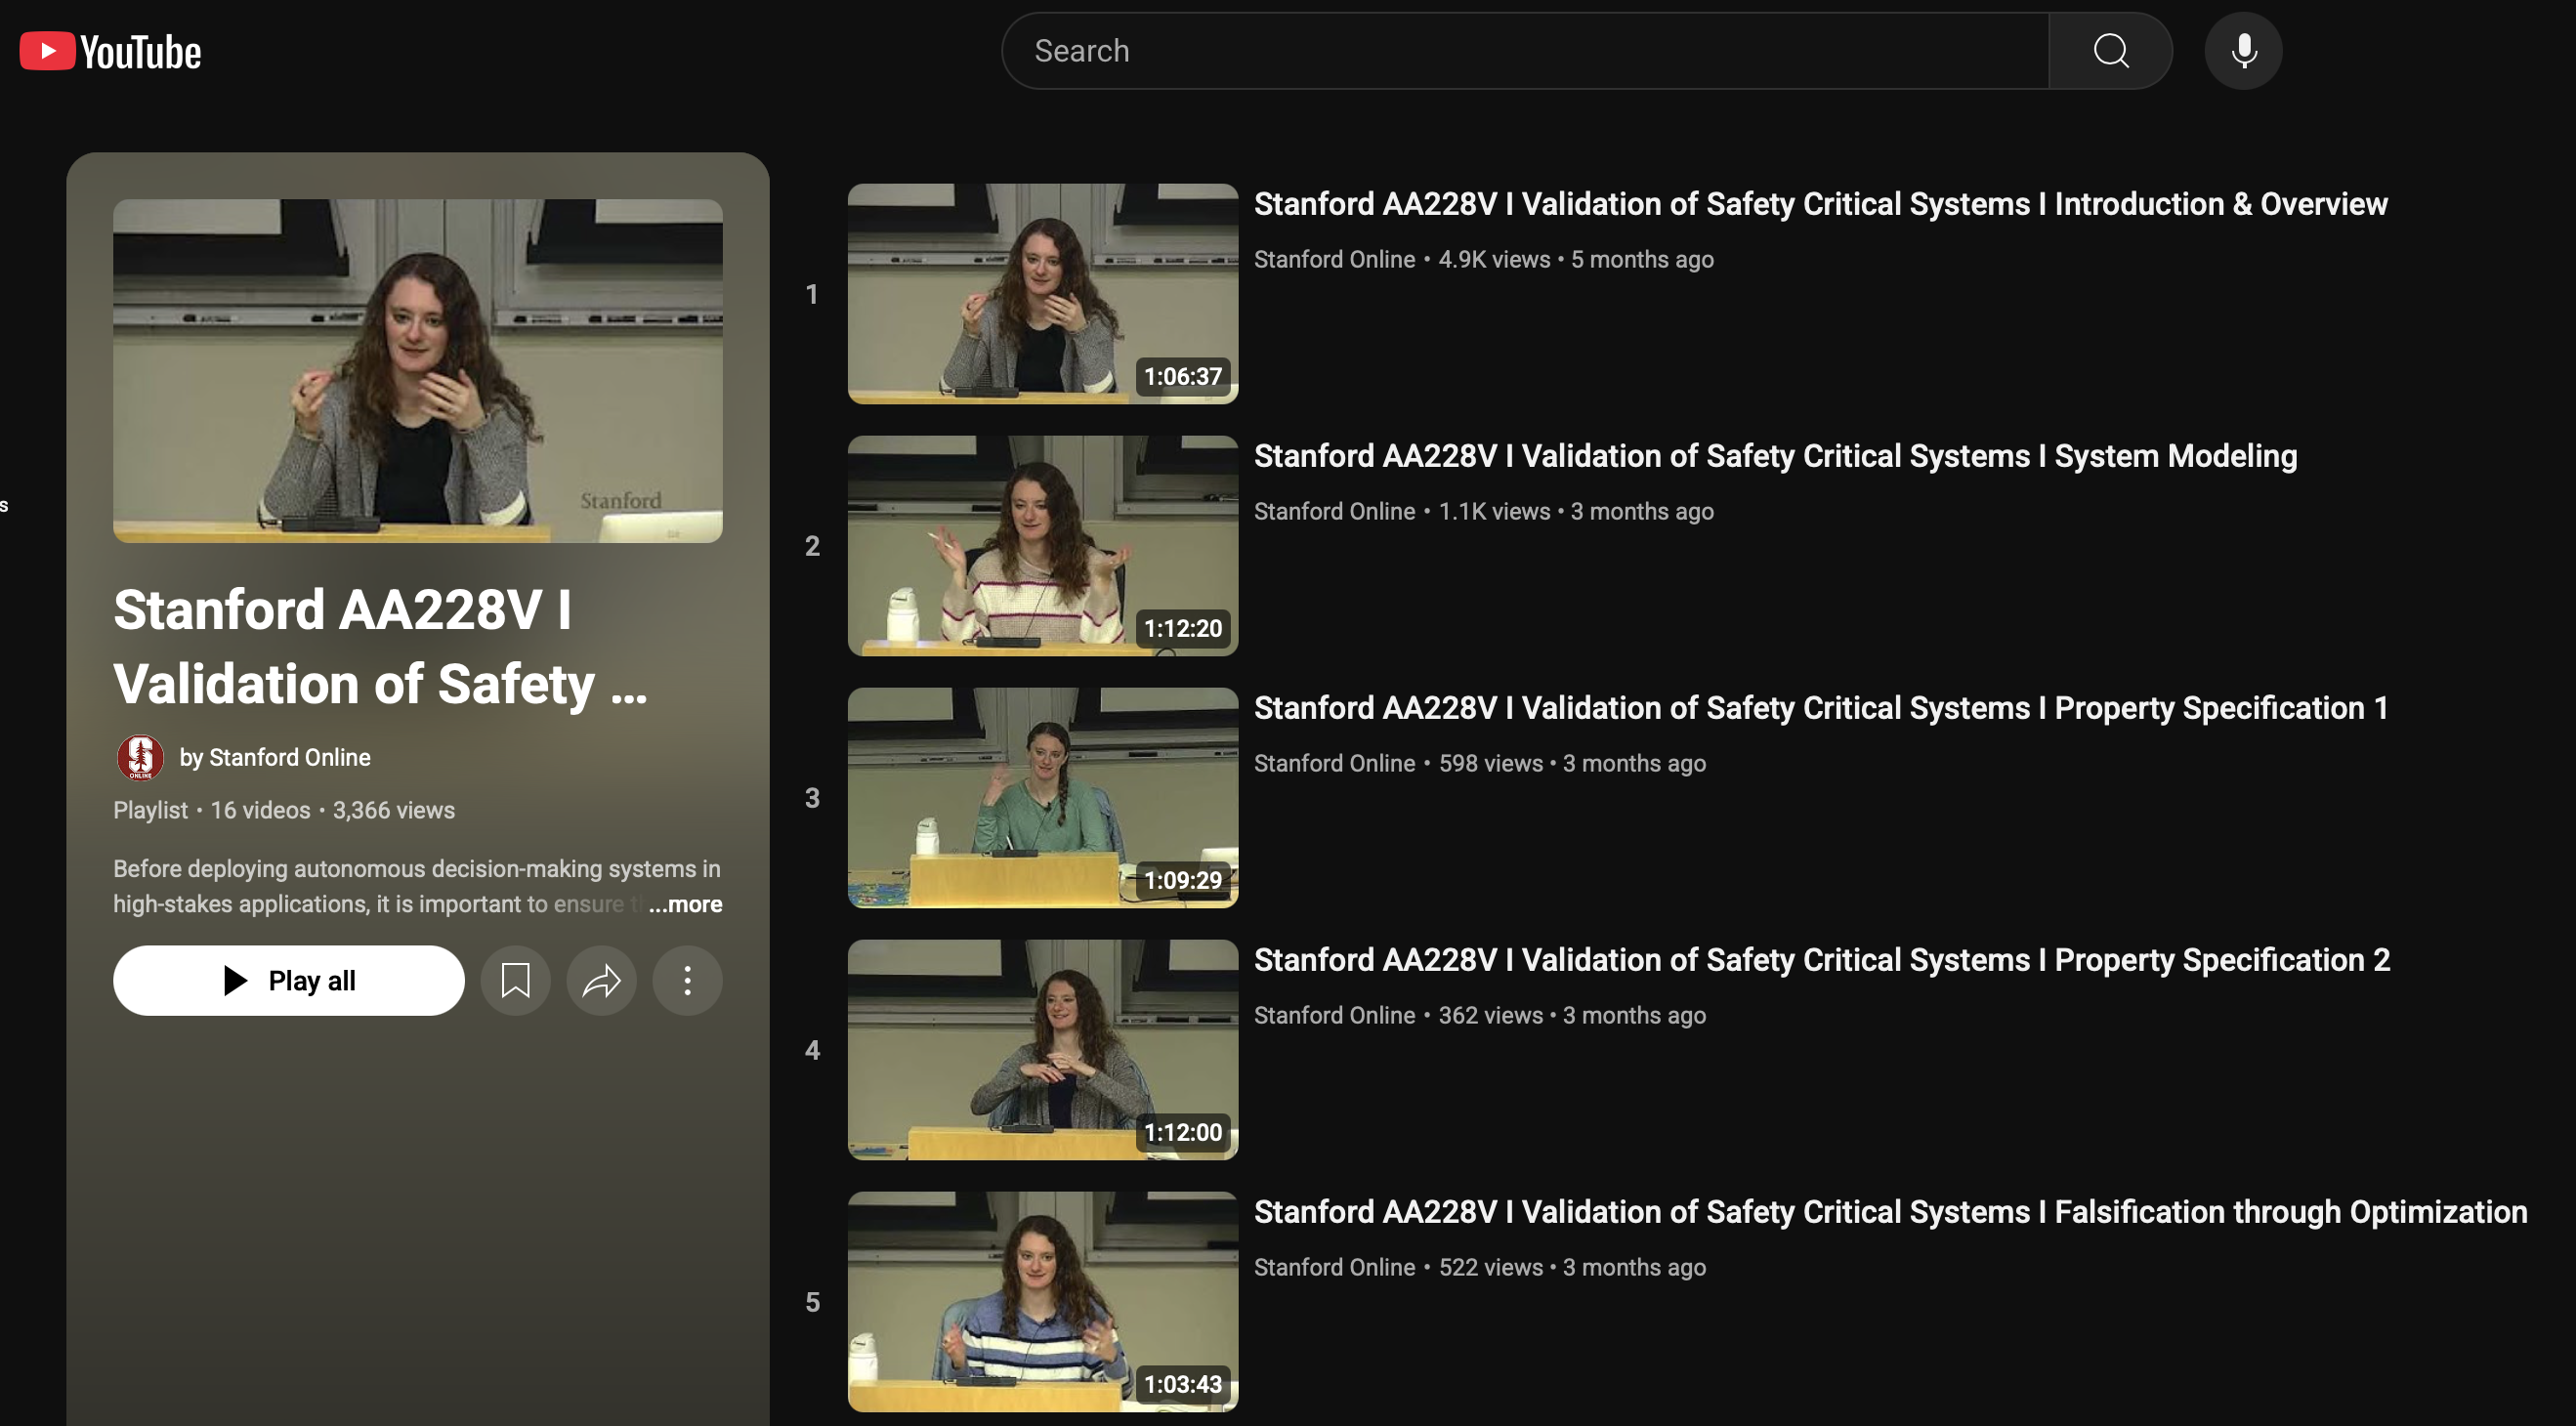 YouTube
Search
s
Stanford
Stanford AA228V I
Validation of Safety ...
ONLINE
by Stanford Online
Playlist • 16 videos • 3,366 views
Before deploying autonomous decision-making systems in
high-stakes applications, it is important to ensure ...more
Play all
1
1:06:37
Stanford AA228V I Validation of Safety Critical Systems I Introduction & Overview
Stanford Online • 4.9K views • 5 months ago
2
1:12:20
Stanford AA228V I Validation of Safety Critical Systems I System Modeling
Stanford Online • 1.1K views • 3 months ago
3
1:09:29
Stanford AA228V I Validation of Safety Critical Systems I Property Specification 1
Stanford Online • 598 views • 3 months ago
4
1:12:00
Stanford AA228V I Validation of Safety Critical Systems I Property Specification 2
Stanford Online • 362 views • 3 months ago
5
1:03:43
Stanford AA228V I Validation of Safety Critical Systems I Falsification through Optimization
Stanford Online • 522 views • 3 months ago